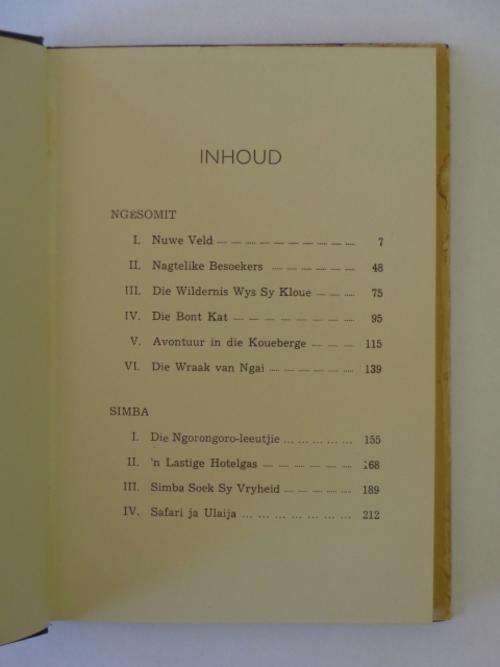 INHOUD
NGESOMIT
I. Nuwe Veld 7
II. Nagtelike Besoekers 48
III. Die Wildernis Wys Sy Kloue 75
IV. Die Bont Kat 95
V. Avontuur in die Koueberge 115
VI. Die Wraak van Ngai 139
SIMBA
I. Die Ngorongoro-leeutjie 155
II. 'n Lastige Hotelgas 168
III. Simba Soek Sy Vryheid 189
IV. Safari ja Ulaija 212